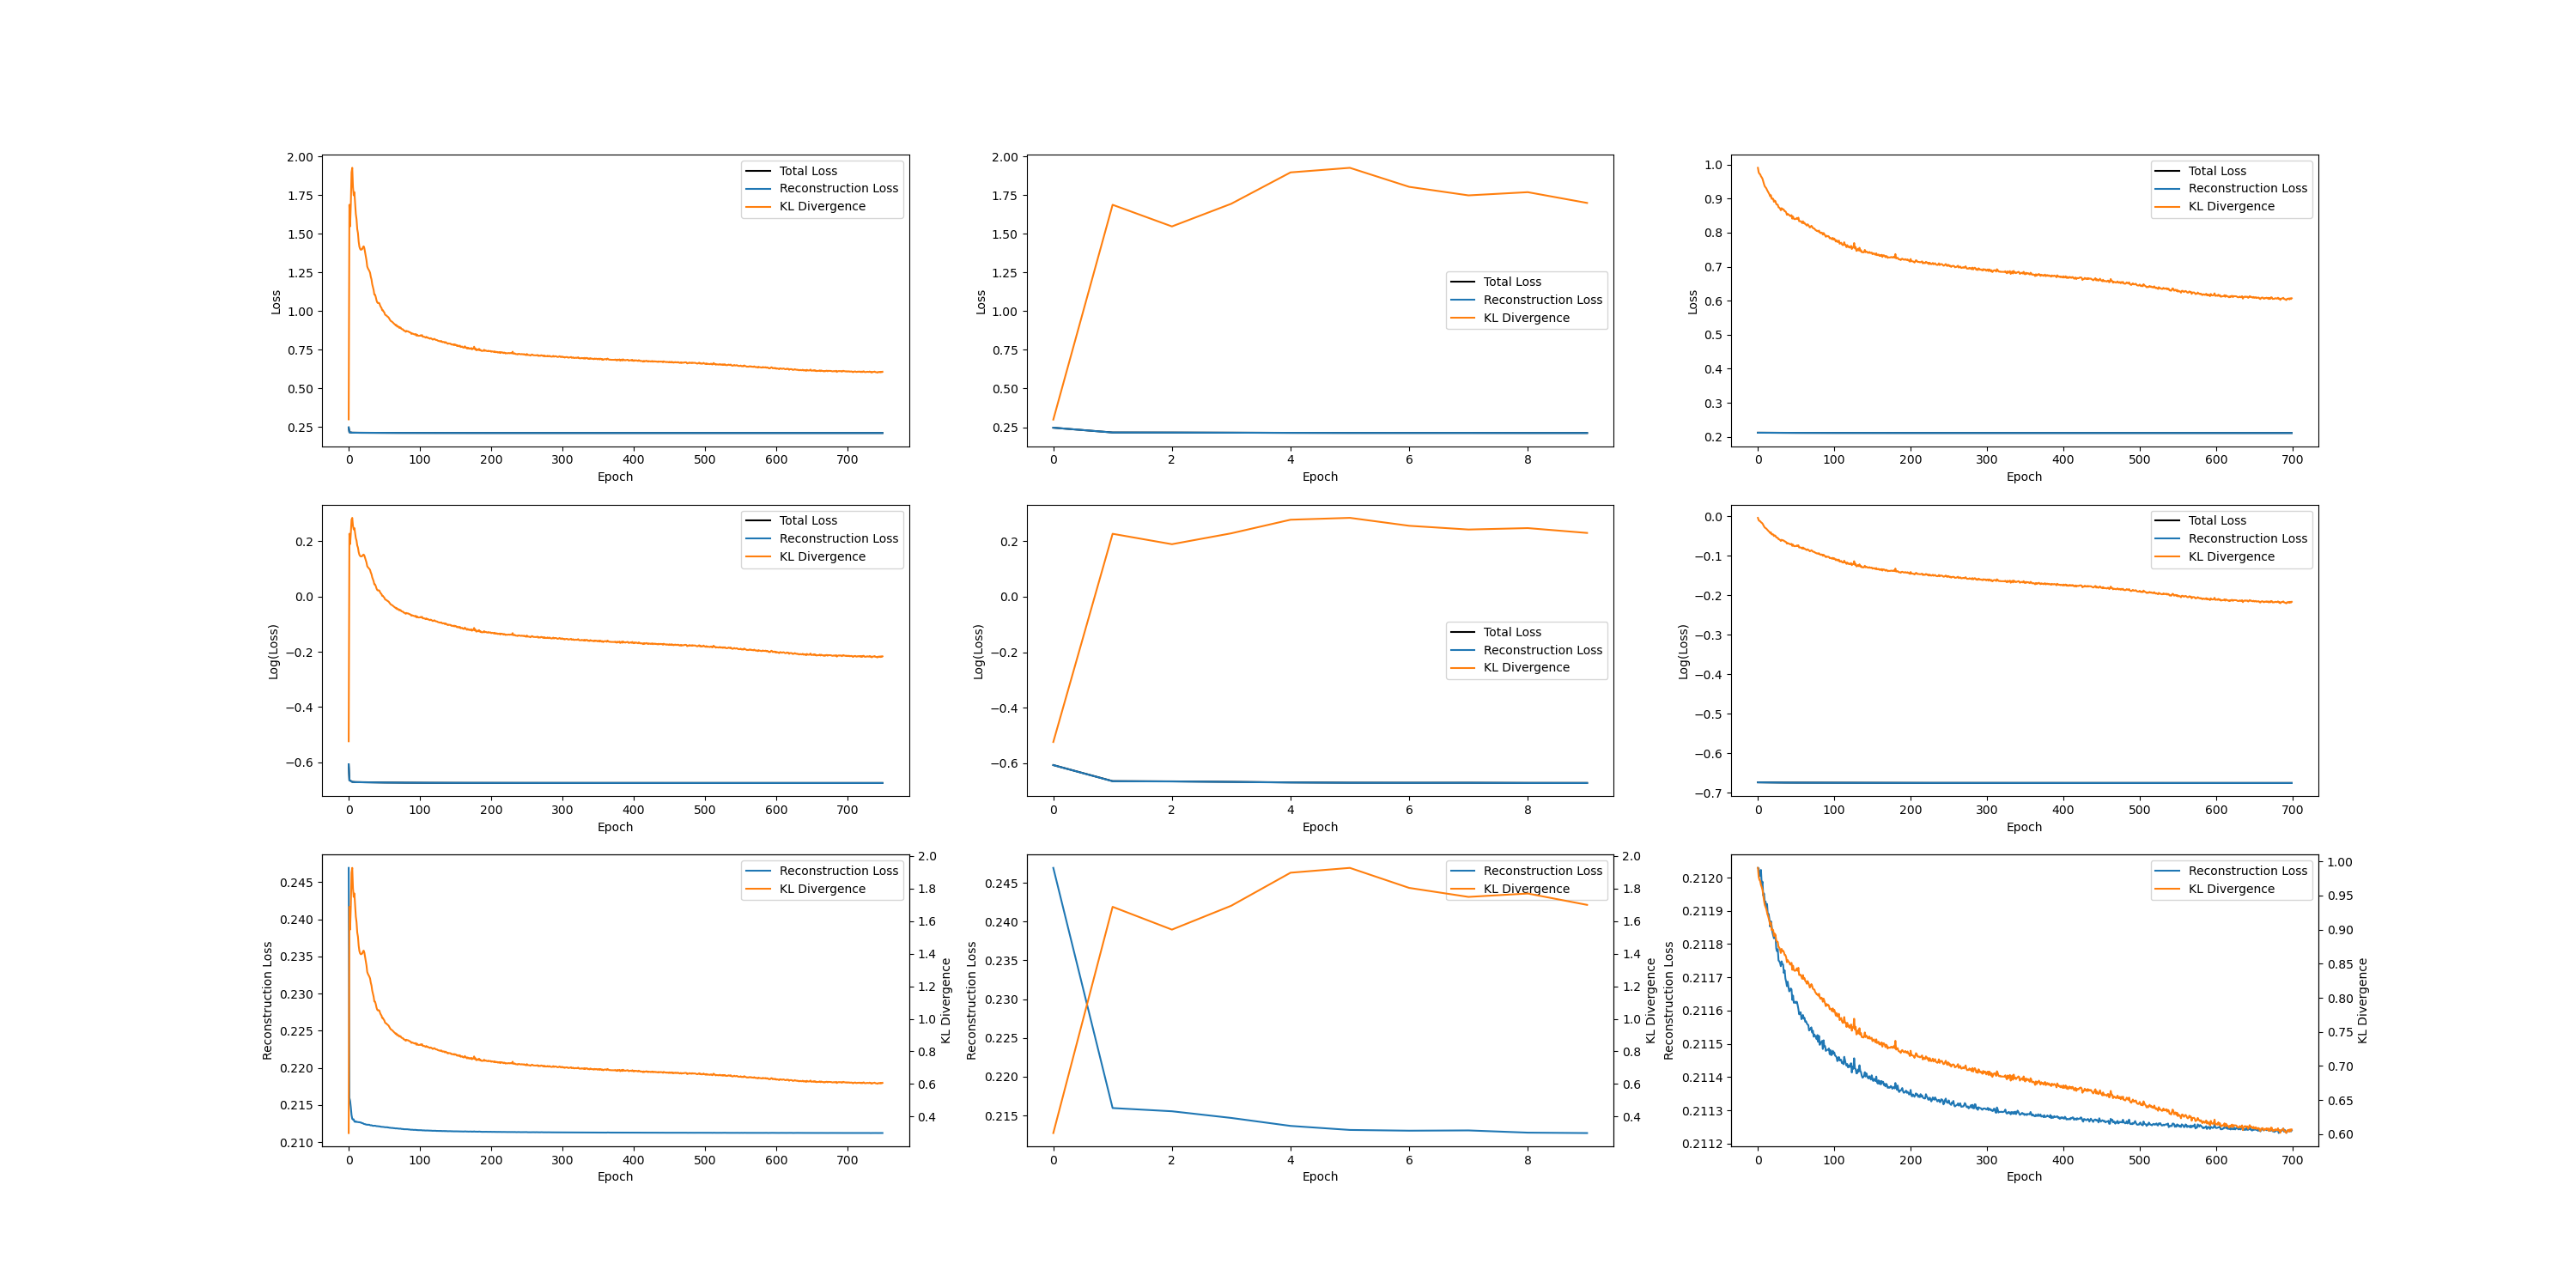 2.00
1.75
1.50
1.25
1.00
0.75
0.50
0.25
Loss
0 100 200 300 400 500 600 700
Epoch
Total Loss
Reconstruction Loss
KL Divergence
2.00
1.75
1.50
1.25
1.00
0.75
0.50
0.25
Loss
0 2 4 6 8
Epoch
Total Loss
Reconstruction Loss
KL Divergence
1.0
0.9
0.8
0.7
0.6
0.5
0.4
0.3
0.2
Loss
0 100 200 300 400 500 600 700
Epoch
Total Loss
Reconstruction Loss
KL Divergence
0.2
0.0
−0.2
−0.4
−0.6
Log(Loss)
0 100 200 300 400 500 600 700
Epoch
Total Loss
Reconstruction Loss
KL Divergence
0.2
0.0
−0.2
−0.4
−0.6
Log(Loss)
0 2 4 6 8
Epoch
Total Loss
Reconstruction Loss
KL Divergence
0.0
−0.1
−0.2
−0.3
−0.4
−0.5
−0.6
−0.7
Log(Loss)
0 100 200 300 400 500 600 700
Epoch
Total Loss
Reconstruction Loss
KL Divergence
0.245
0.240
0.235
0.230
0.225
0.220
0.215
0.210
Reconstruction Loss
0 100 200 300 400 500 600 700
Epoch
Reconstruction Loss
KL Divergence
2.0
1.8
1.6
1.4
1.2
1.0
0.8
0.6
0.4
KL Divergence
0.245
0.240
0.235
0.230
0.225
0.220
0.215
Reconstruction Loss
0 2 4 6 8
Epoch
Reconstruction Loss
KL Divergence
2.0
1.8
1.6
1.4
1.2
1.0
0.8
0.6
0.4
KL Divergence
0.2120
0.2119
0.2118
0.2117
0.2116
0.2115
0.2114
0.2113
0.2112
Reconstruction Loss
0 100 200 300 400 500 600 700
Epoch
Reconstruction Loss
KL Divergence
1.00
0.95
0.90
0.85
0.80
0.75
0.70
0.65
0.60
KL Divergence